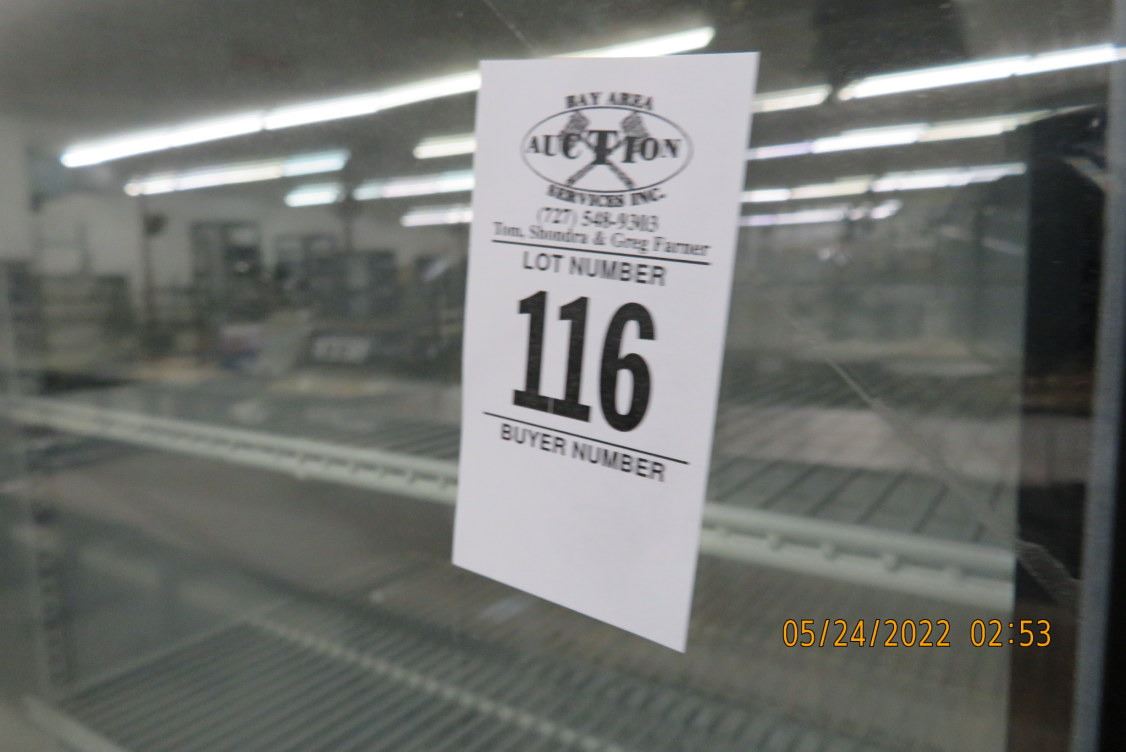 BAY AREA
AUCTION
SERVICES INC.
(727) 548-9303
Tom, Shondra & Greg Farner
LOT NUMBER
116
BUYER NUMBER
05/24/2022 02:53